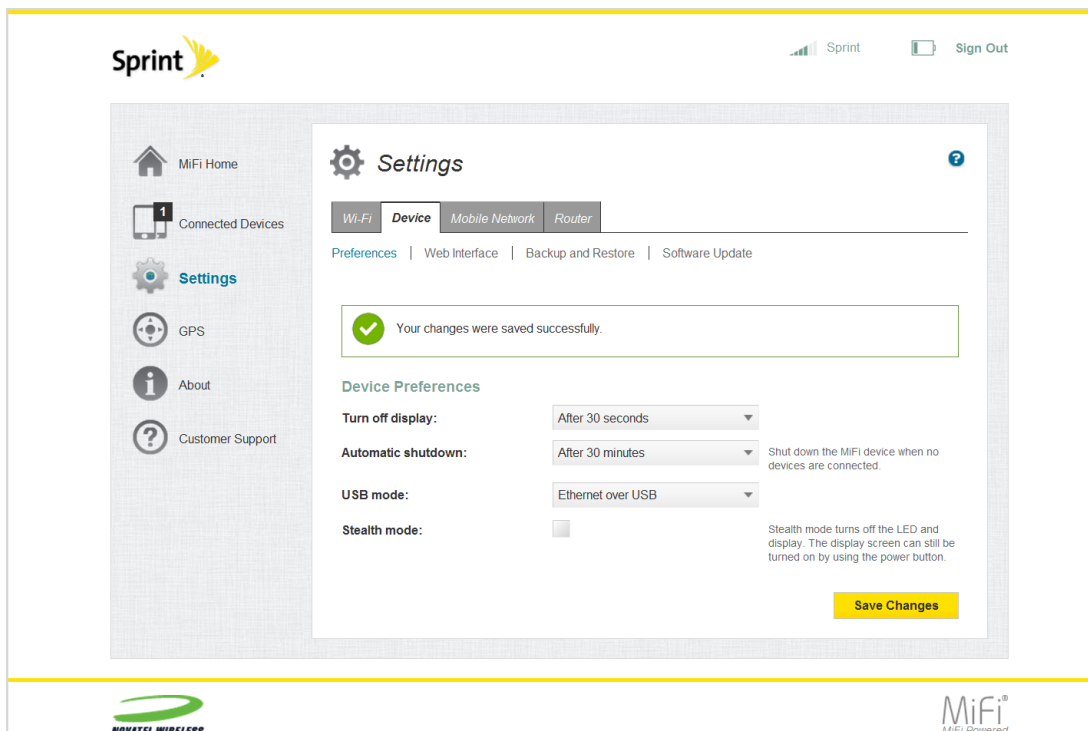 Sprint
Sprint
Sign Out
MiFi Home
1
Connected Devices
Settings
GPS
About
Customer Support
Settings
?
Wi-Fi Device Mobile Network Router
Preferences | Web Interface | Backup and Restore | Software Update
Your changes were saved successfully.
Device Preferences
Turn off display: After 30 seconds
Automatic shutdown: After 30 minutes
Shut down the MiFi device when no
devices are connected.
USB mode: Ethernet over USB
Stealth mode:
Stealth mode turns off the LED and
display. The display screen can still be
turned on by using the power button.
Save Changes
NOVATEL WIRELESS
MiFi®
MiFi Powered